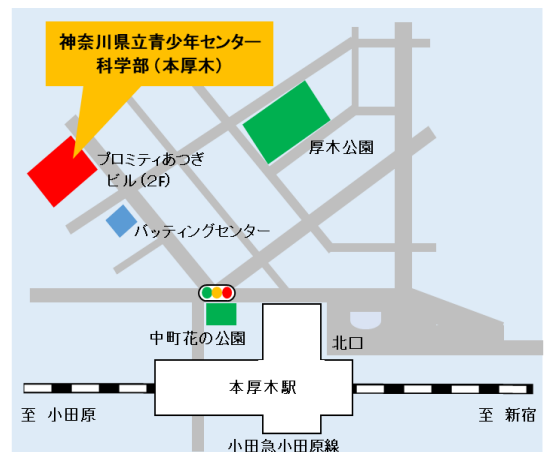 神奈川県立青少年センター
科学部（本厚木）
プロミティあつぎ
ビル（2F）
厚木公園
バッティングセンター
中町花の公園
北口
本厚木駅
至 小田原
至 新宿
小田急小田原線